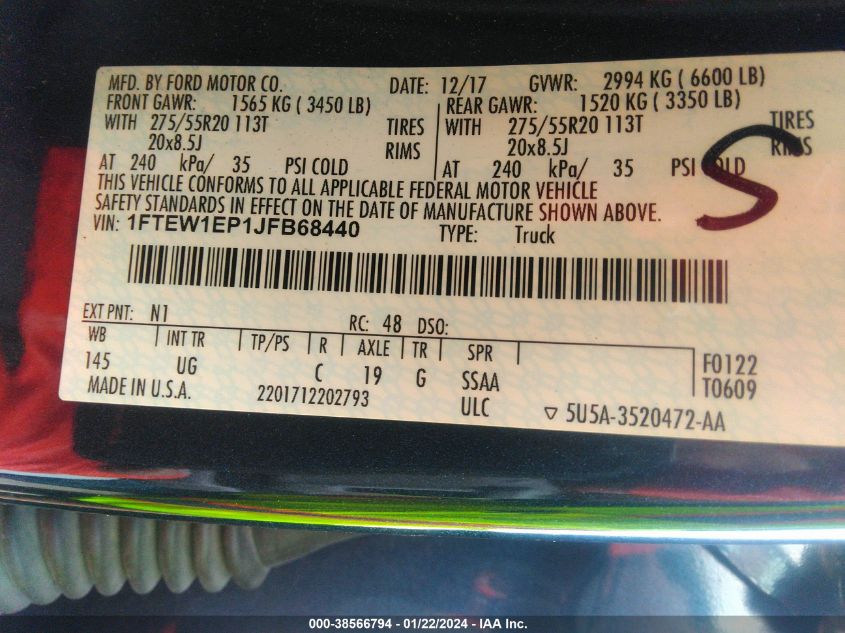 MFD. BY FORD MOTOR CO. DATE: 12/17 GVWR: 2994 KG ( 6600 LB)
FRONT GAWR: 1565 KG ( 3450 LB) REAR GAWR: 1520 KG ( 3350 LB)
WITH 275/55R20 113T TIRES WITH 275/55R20 113T TIRES
20x8.5J RIMS 20x8.5J RIMS
AT 240 kPa/ 35 PSI COLD AT 240 kPa/ 35 PSI COLD
S
THIS VEHICLE CONFORMS TO ALL APPLICABLE FEDERAL MOTOR VEHICLE
SAFETY STANDARDS IN EFFECT ON THE DATE OF MANUFACTURE SHOWN ABOVE.
VIN: 1FTEW1EP1JFB68440 TYPE: Truck
EXT PNT: N1 RC: 48 DSO:
WB INT TR TP/PS R AXLE TR SPR
145 UG C 19 G SSAA F0122
MADE IN U.S.A. 2201712202793 ULC T0609
▽ 5U5A-3520472-AA
000-38566794 - 01/22/2024 - IAA Inc.